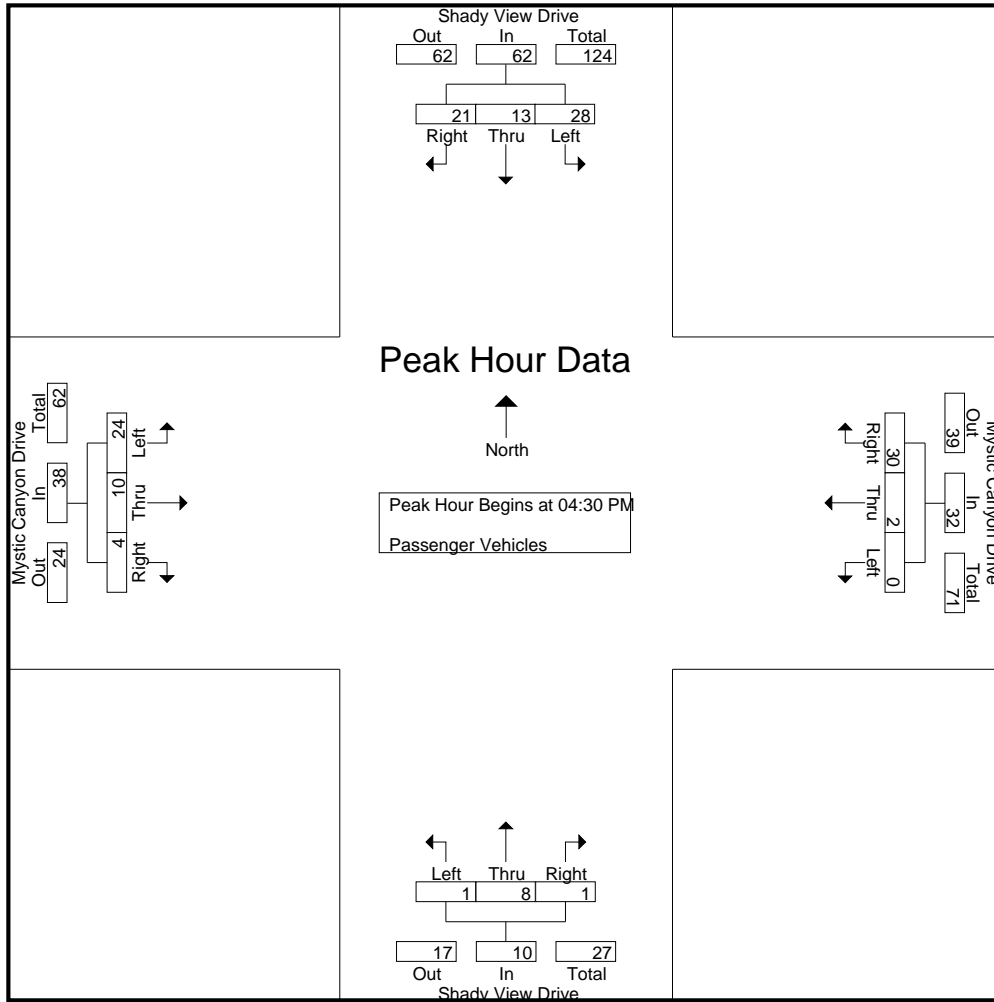 Shady View Drive
Out In Total
62 62 124
21 13 28
Right Thru Left
Peak Hour Data
North
Peak Hour Begins at 04:30 PM
Passenger Vehicles
Mystic Canyon Drive
Out In Total
24 38 62
Left Thru Right
24 10 4
Right Thru Left
30 2 0
Out In Total
39 32 71
Mystic Canyon Drive
Left Thru Right
1 8 1
17 10 27
Out In Total
Shady View Drive